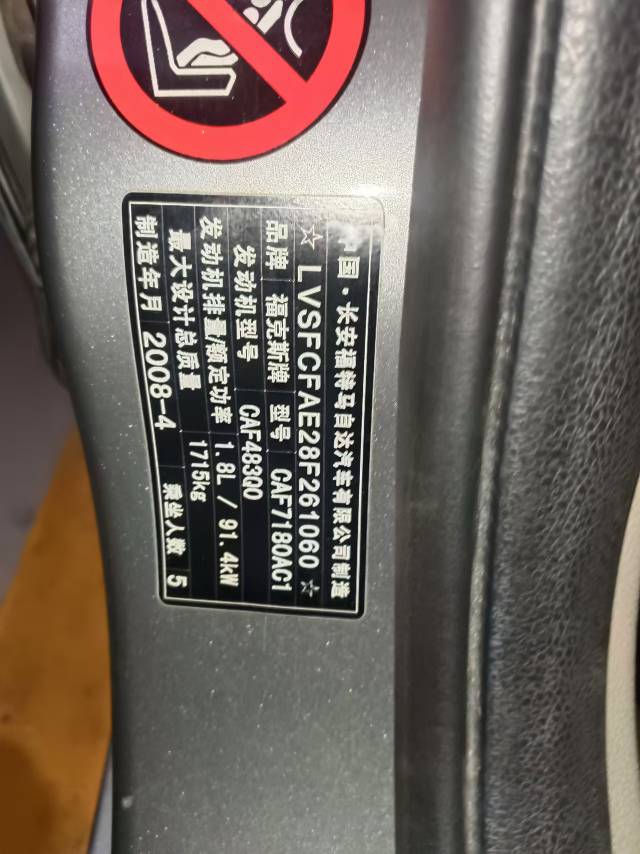 中国·长安福特马自达汽车有限公司制造
☆ LVSFCFAE28F261060 ☆
品牌 福克斯牌 型号 CAF7180AC1
发动机型号 CAF483Q0
发动机排量/额定功率 1.8L / 91.4kW
最大设计总质量 1715kg
制造年月 2008-4 乘坐人数 5